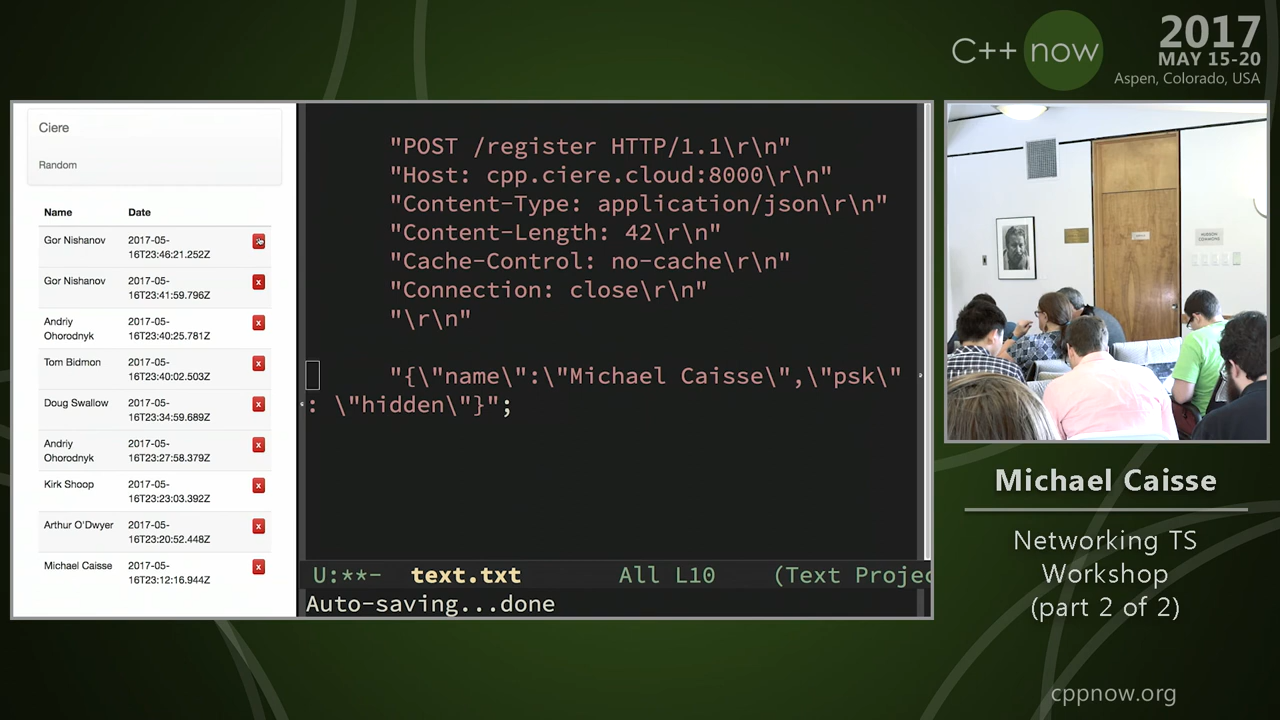 C++ now
2017
MAY 15-20
Aspen, Colorado, USA
Ciere
Random
Name Date
Gor Nishanov 2017-05-
16T23:46:21.252Z
Gor Nishanov 2017-05- x
16T23:41:59.796Z
Andriy 2017-05- x
Ohorodnyk 16T23:40:25.781Z
Tom Bidmon 2017-05- x
16T23:40:02.503Z
Doug Swallow 2017-05- x
16T23:34:59.689Z
Andriy 2017-05- x
Ohorodnyk 16T23:27:58.379Z
Kirk Shoop 2017-05- x
16T23:23:03.392Z
Arthur O'Dwyer 2017-05- x
16T23:20:52.448Z
Michael Caisse 2017-05- x
16T23:12:16.944Z
"POST /register HTTP/1.1\r\n"
"Host: cpp.ciere.cloud:8000\r\n"
"Content-Type: application/json\r\n"
"Content-Length: 42\r\n"
"Cache-Control: no-cache\r\n"
"Connection: close\r\n"
"\r\n"
"{\"name\":\"Michael Caisse\",\"psk\"
: \"hidden\"}";
U:**- text.txt All L10 (Text Projec
Auto-saving...done
Michael Caisse
Networking TS
Workshop
(part 2 of 2)
cppnow.org